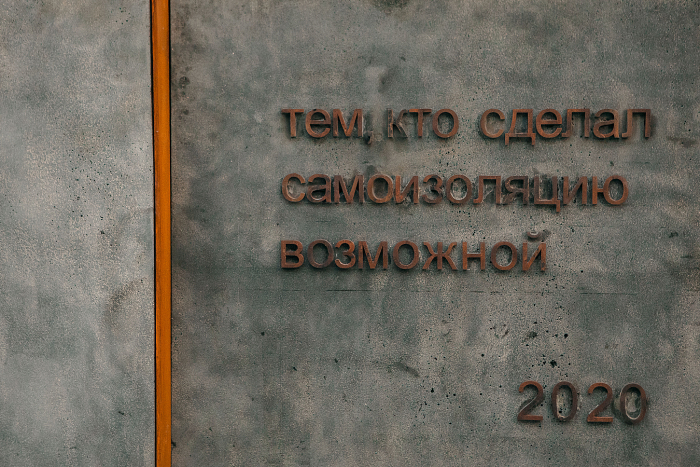 тем, кто сделал
самоизоляцию
возможной
2020